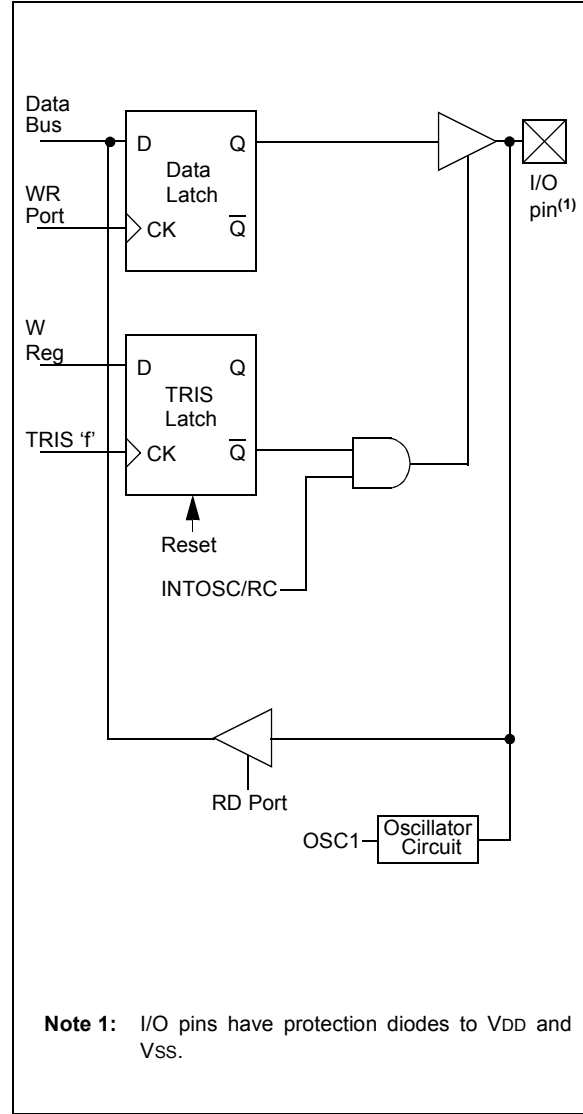 Data
Bus
D Q
Data
Latch
WR
Port
CK Q̅
I/O
pin(1)
W
Reg
D Q
TRIS
Latch
TRIS ‘f’
CK Q̅
Reset
INTOSC/RC
RD Port
OSC1
Oscillator
Circuit
Note 1: I/O pins have protection diodes to VDD and
VSS.